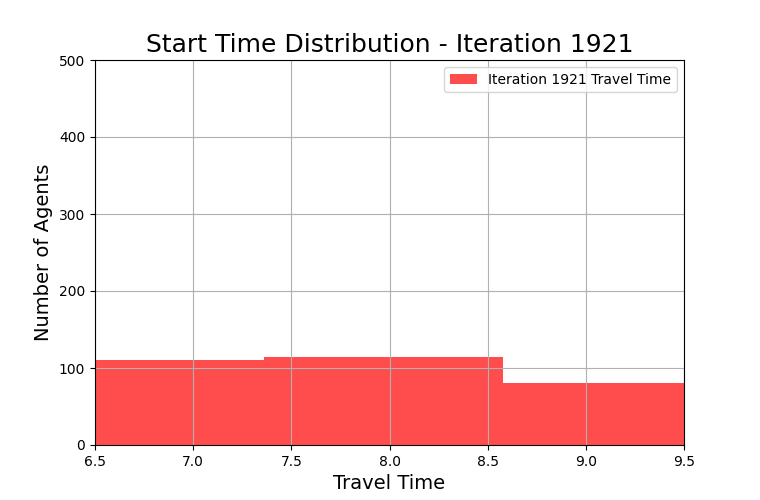 Start Time Distribution - Iteration 1921
Iteration 1921 Travel Time
Number of Agents
500
400
300
200
100
0
6.5 7.0 7.5 8.0 8.5 9.0 9.5
Travel Time